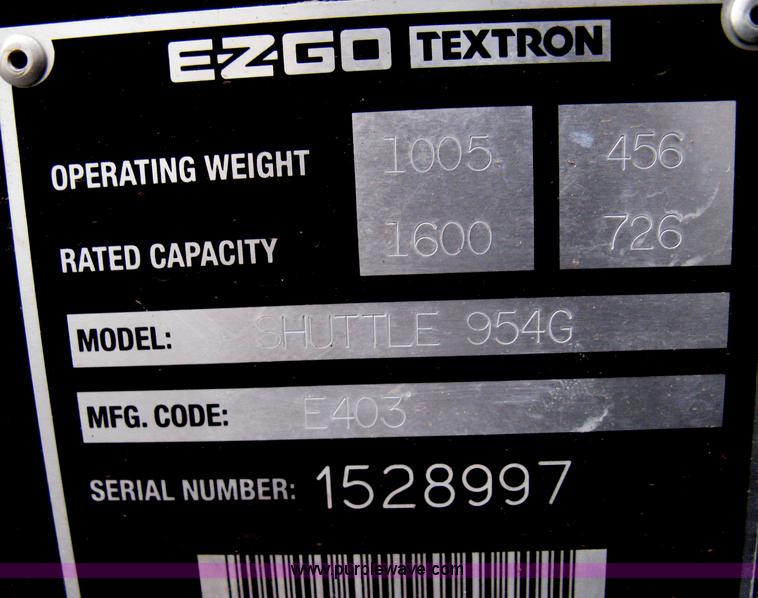 E-Z-GO TEXTRON
OPERATING WEIGHT 1005 456
RATED CAPACITY 1600 726
MODEL: SHUTTLE 954G
MFG. CODE: E403
SERIAL NUMBER: 1528997
www.purplewave.com